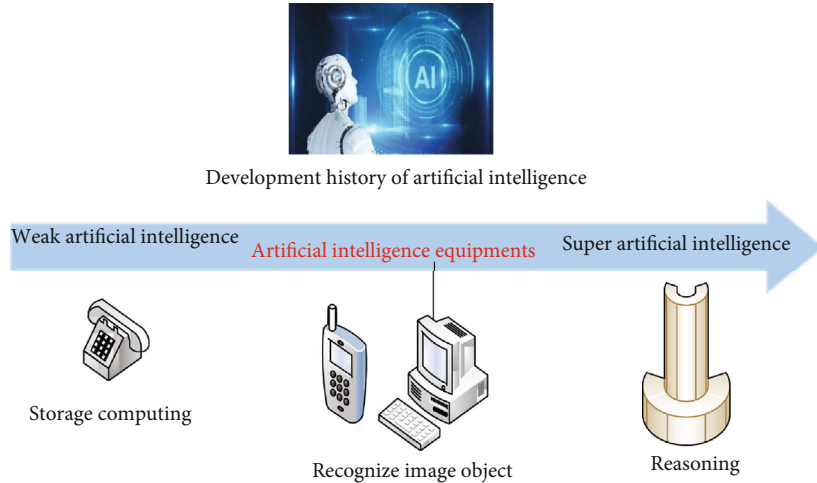 AI
Development history of artificial intelligence
Weak artificial intelligence
Artificial intelligence equipments
Super artificial intelligence
Storage computing
Recognize image object
Reasoning